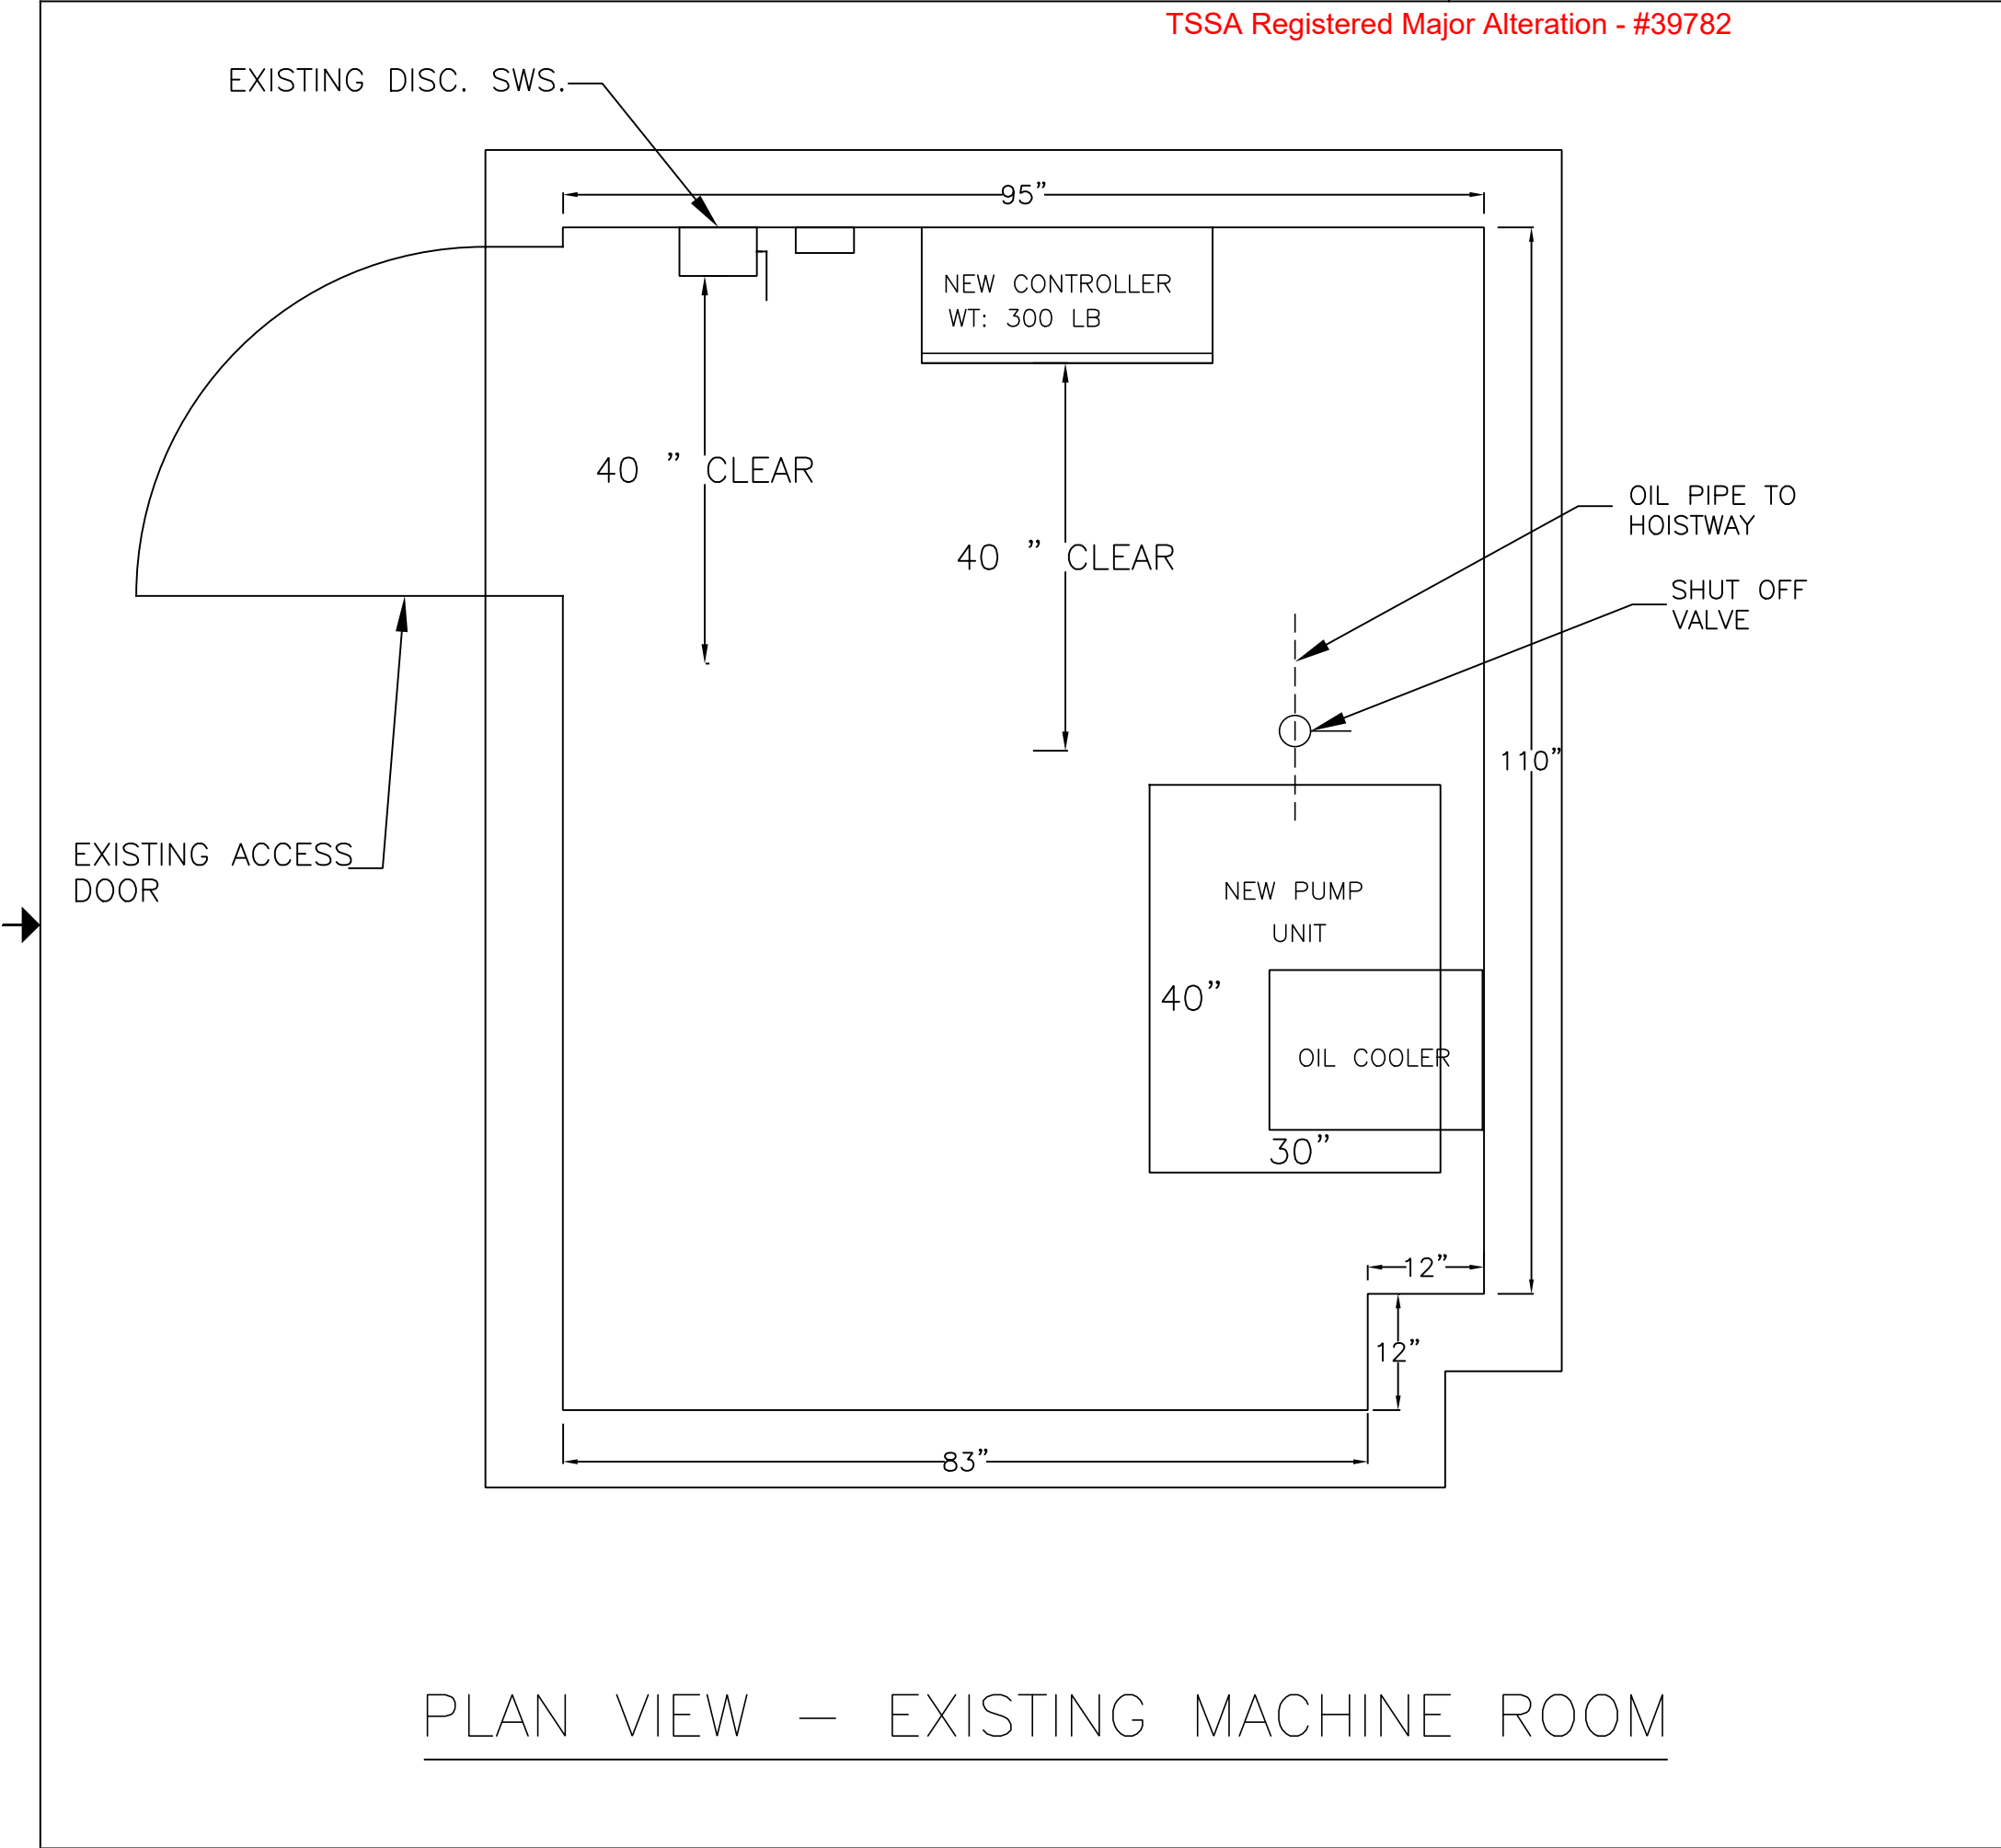 TSSA Registered Major Alteration - #39782
EXISTING DISC. SWS.
95"
NEW CONTROLLER
WT: 300 LB
40 " CLEAR
40 " CLEAR
OIL PIPE TO
HOISTWAY
SHUT OFF
VALVE
110"
EXISTING ACCESS
DOOR
NEW PUMP
UNIT
40"
OIL COOLER
30"
12"
12"
83"
PLAN VIEW – EXISTING MACHINE ROOM